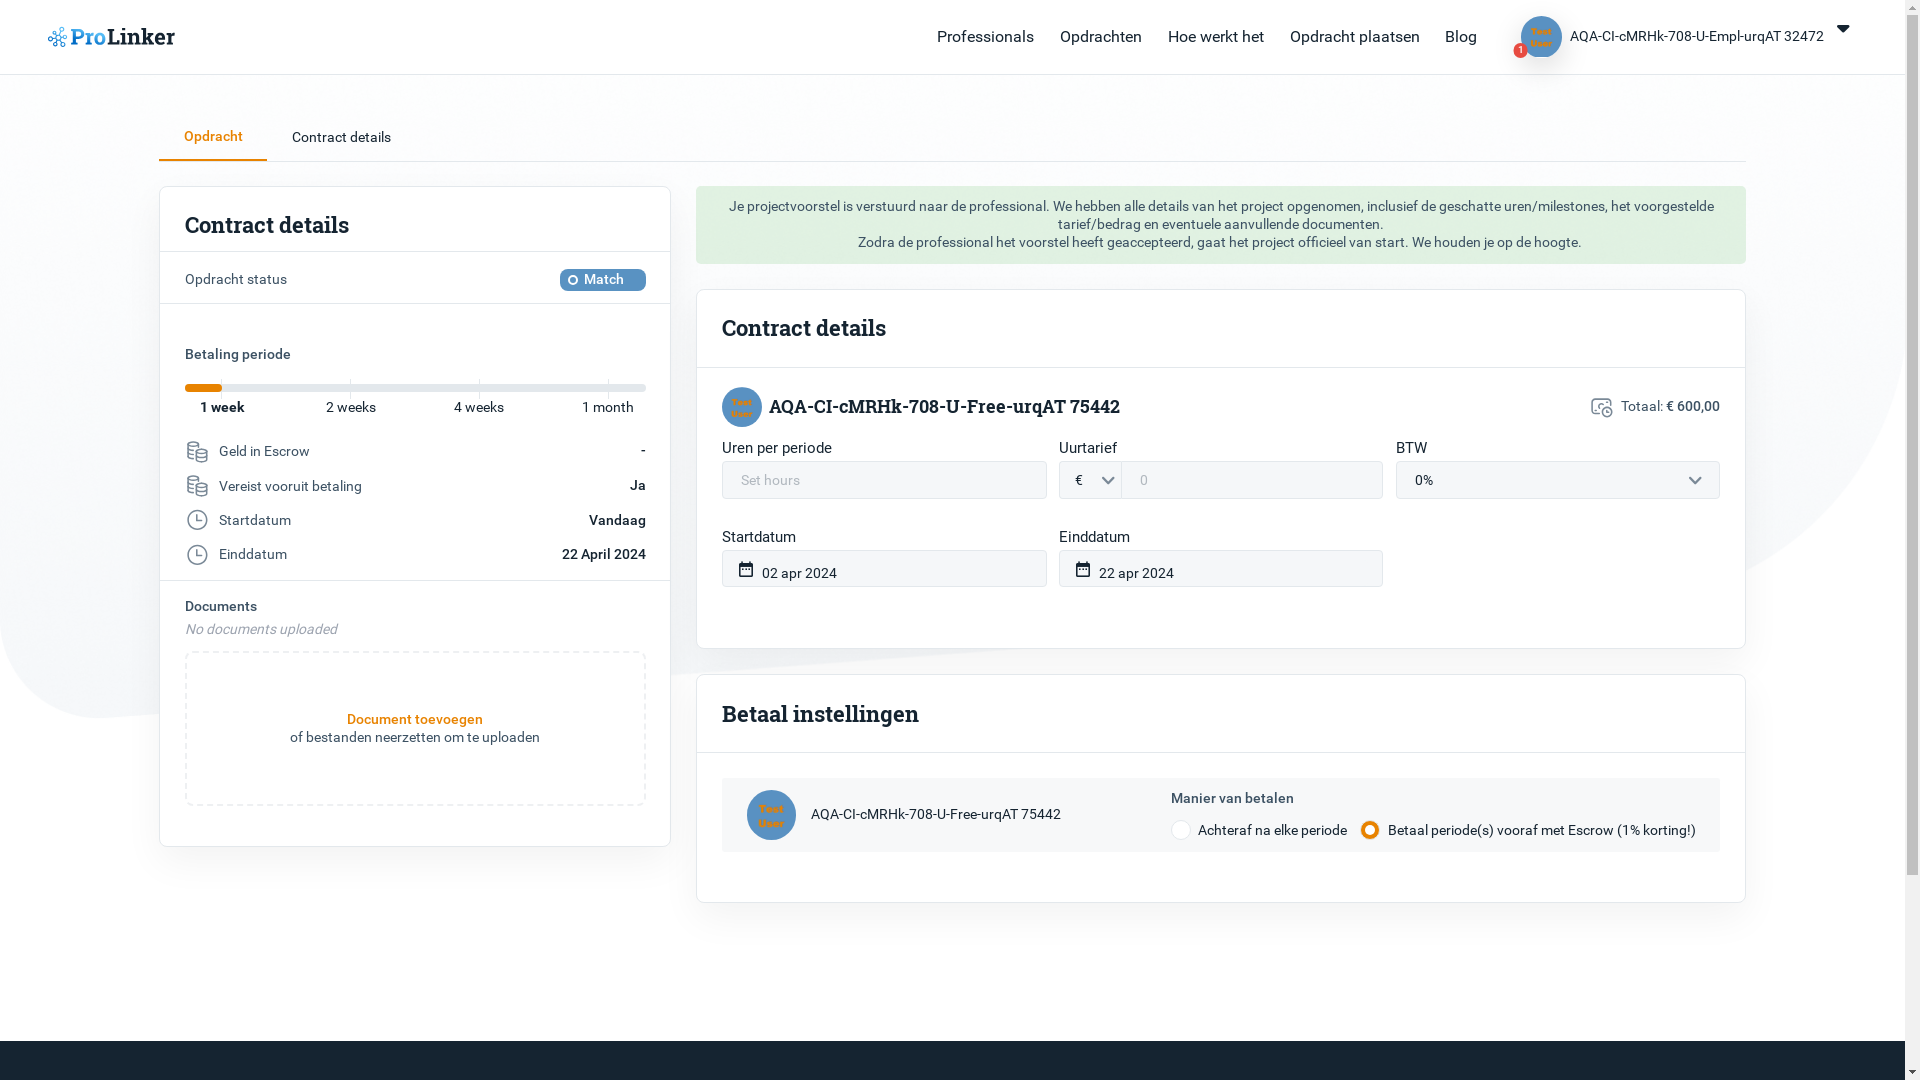 ProLinker
Professionals
Opdrachten
Hoe werkt het
Opdracht plaatsen
Blog
Test
User
1
AQA-CI-cMRHk-708-U-Empl-urqAT 32472
Opdracht
Contract details
Contract details
Opdracht status
Match
Betaling periode
1 week
2 weeks
4 weeks
1 month
Geld in Escrow
-
Vereist vooruit betaling
Ja
Startdatum
Vandaag
Einddatum
22 April 2024
Documents
No documents uploaded
Document toevoegen
of bestanden neerzetten om te uploaden
Je projectvoorstel is verstuurd naar de professional. We hebben alle details van het project opgenomen, inclusief de geschatte uren/milestones, het voorgestelde
tarief/bedrag en eventuele aanvullende documenten.
Zodra de professional het voorstel heeft geaccepteerd, gaat het project officieel van start. We houden je op de hoogte.
Contract details
Test
User
AQA-CI-cMRHk-708-U-Free-urqAT 75442
Totaal: € 600,00
Uren per periode
Uurtarief
BTW
Set hours
€
0
0%
Startdatum
Einddatum
02 apr 2024
22 apr 2024
Betaal instellingen
Test
User
AQA-CI-cMRHk-708-U-Free-urqAT 75442
Manier van betalen
Achteraf na elke periode
Betaal periode(s) vooraf met Escrow (1% korting!)